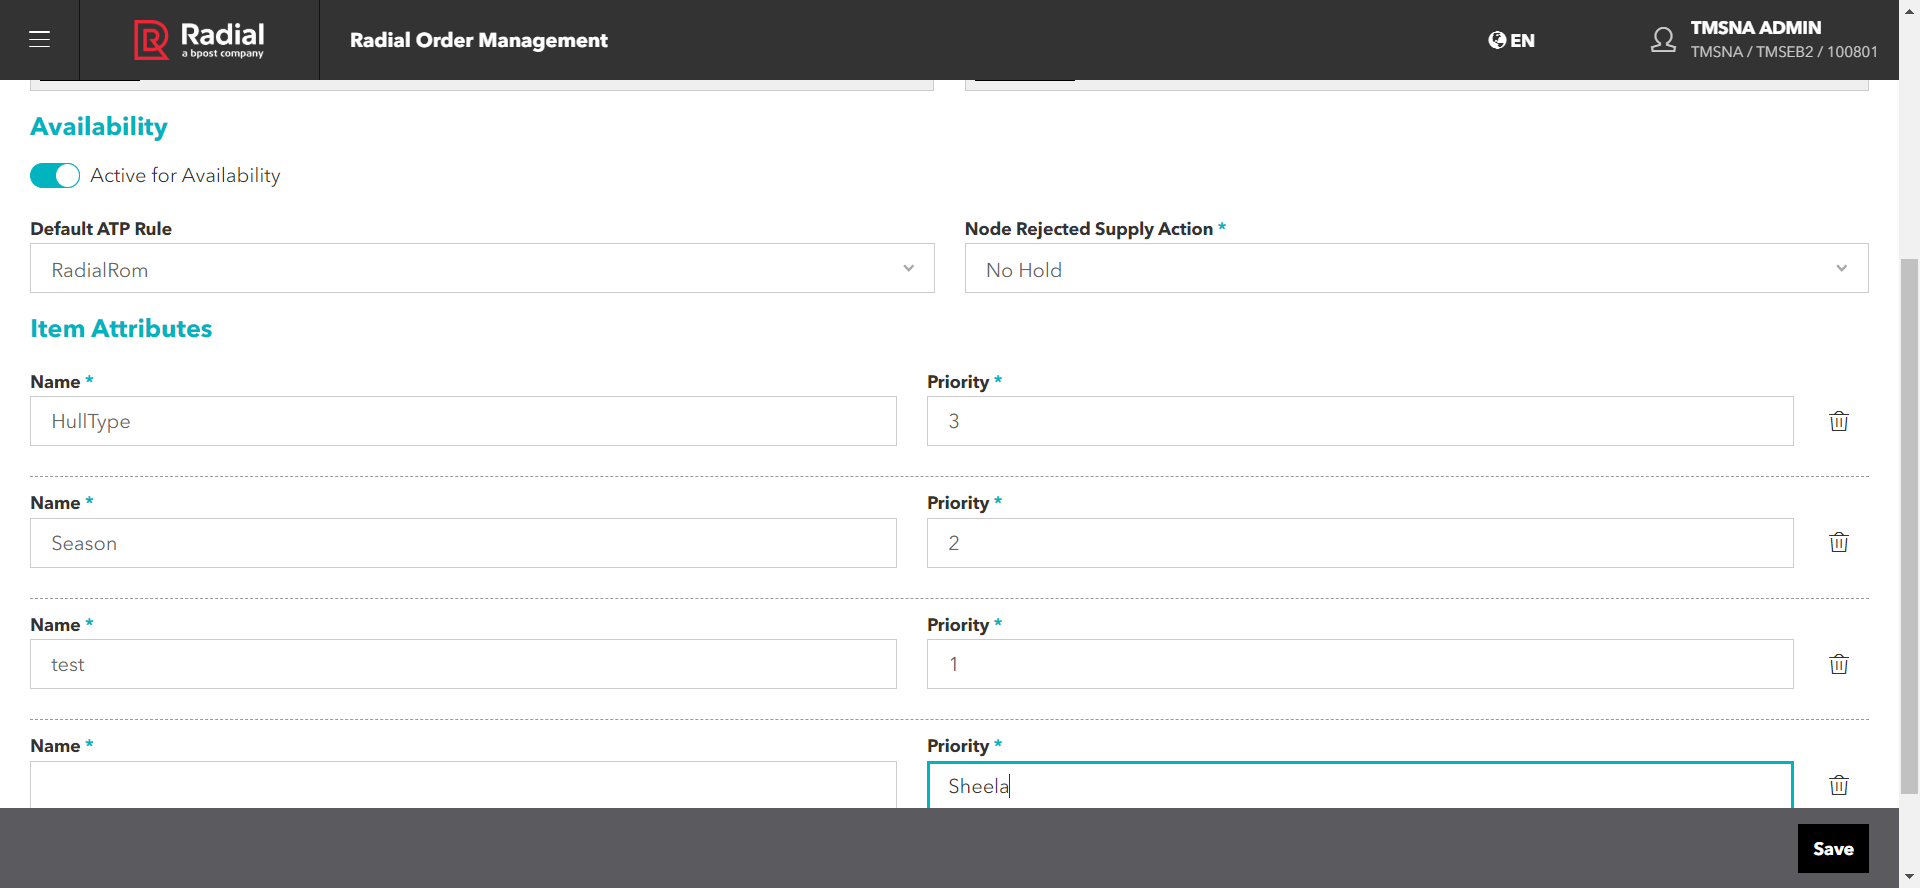 Radial
a bpost company
Radial Order Management
EN
TMSNA ADMIN
TMSNA / TMSEB2 / 100801
Availability
Active for Availability
Default ATP Rule
Node Rejected Supply Action *
RadialRom
No Hold
Item Attributes
Name *
Priority *
HullType
3
Name *
Priority *
Season
2
Name *
Priority *
test
1
Name *
Priority *
Sheela
Save